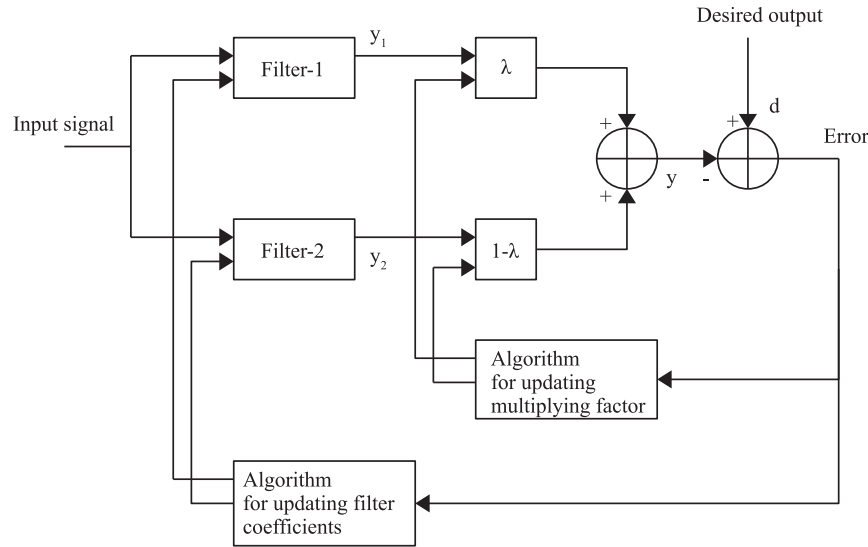 Desired output
y₁
Filter-1
λ
d
+
+
Error
Input signal
+
y
-
Filter-2
y₂
1-λ
Algorithm
for updating
multiplying factor
Algorithm
for updating filter
coefficients